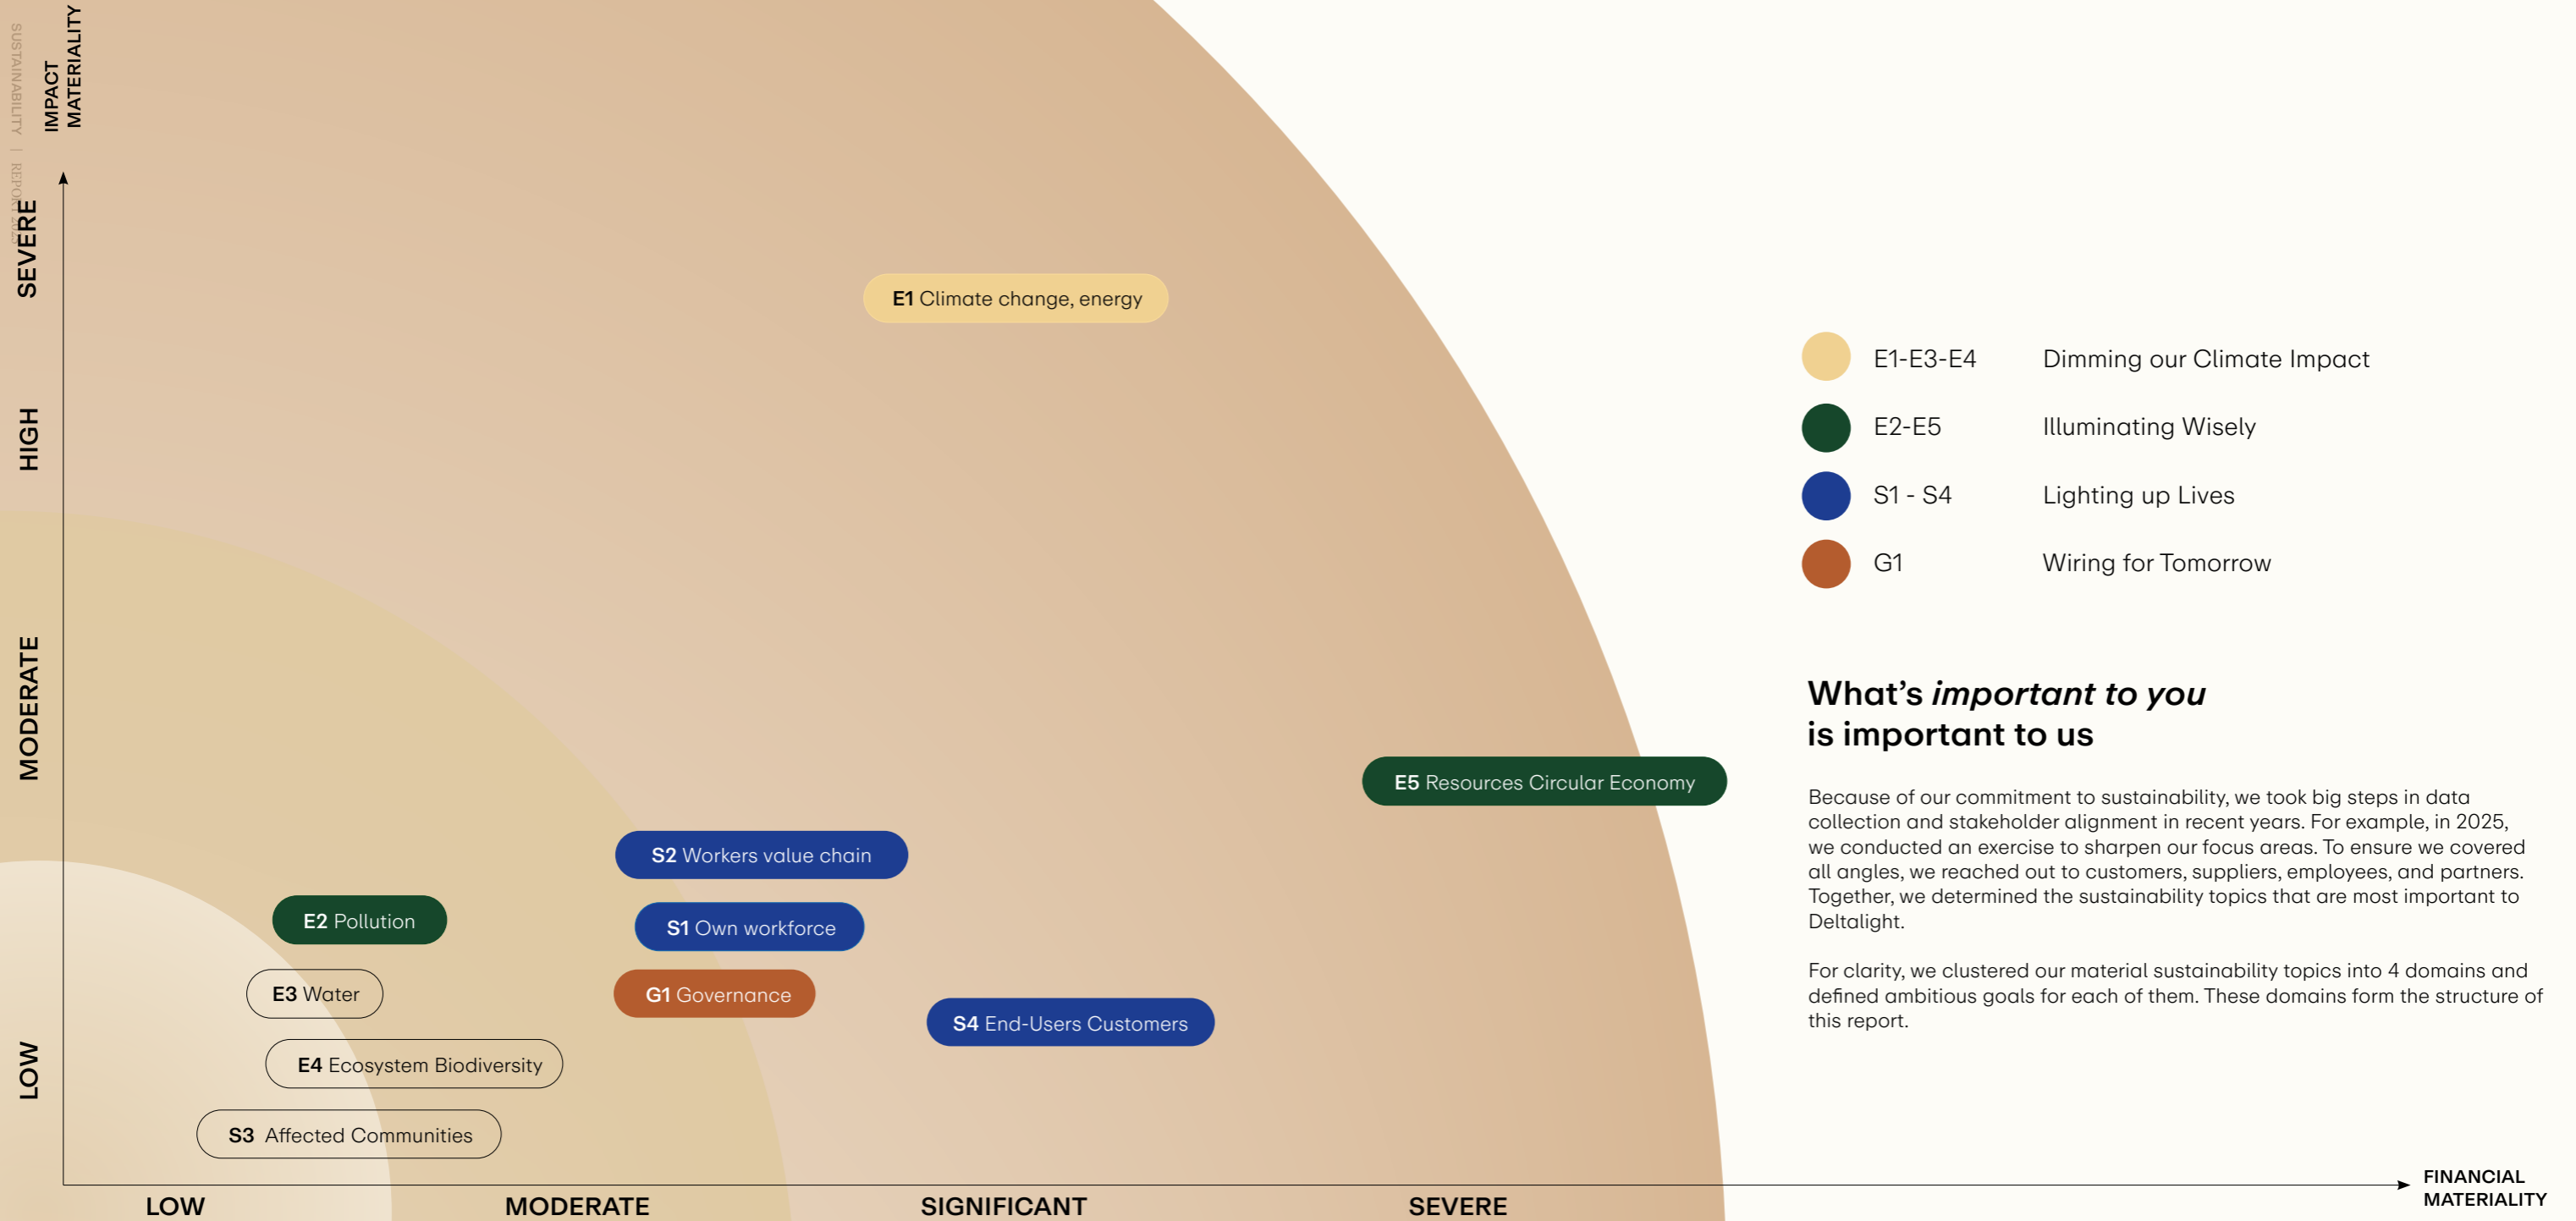 SUSTAINABILITY | REPORT 2025
IMPACT
MATERIALITY
SEVERE
HIGH
MODERATE
LOW
E1 Climate change, energy
E5 Resources Circular Economy
S2 Workers value chain
E2 Pollution
S1 Own workforce
E3 Water
G1 Governance
S4 End-Users Customers
E4 Ecosystem Biodiversity
S3 Affected Communities
LOW
MODERATE
SIGNIFICANT
SEVERE
FINANCIAL
MATERIALITY
E1-E3-E4 Dimming our Climate Impact
E2-E5 Illuminating Wisely
S1 - S4 Lighting up Lives
G1 Wiring for Tomorrow
What’s important to you
is important to us
Because of our commitment to sustainability, we took big steps in data
collection and stakeholder alignment in recent years. For example, in 2025,
we conducted an exercise to sharpen our focus areas. To ensure we covered
all angles, we reached out to customers, suppliers, employees, and partners.
Together, we determined the sustainability topics that are most important to
Deltalight.
For clarity, we clustered our material sustainability topics into 4 domains and
defined ambitious goals for each of them. These domains form the structure of
this report.